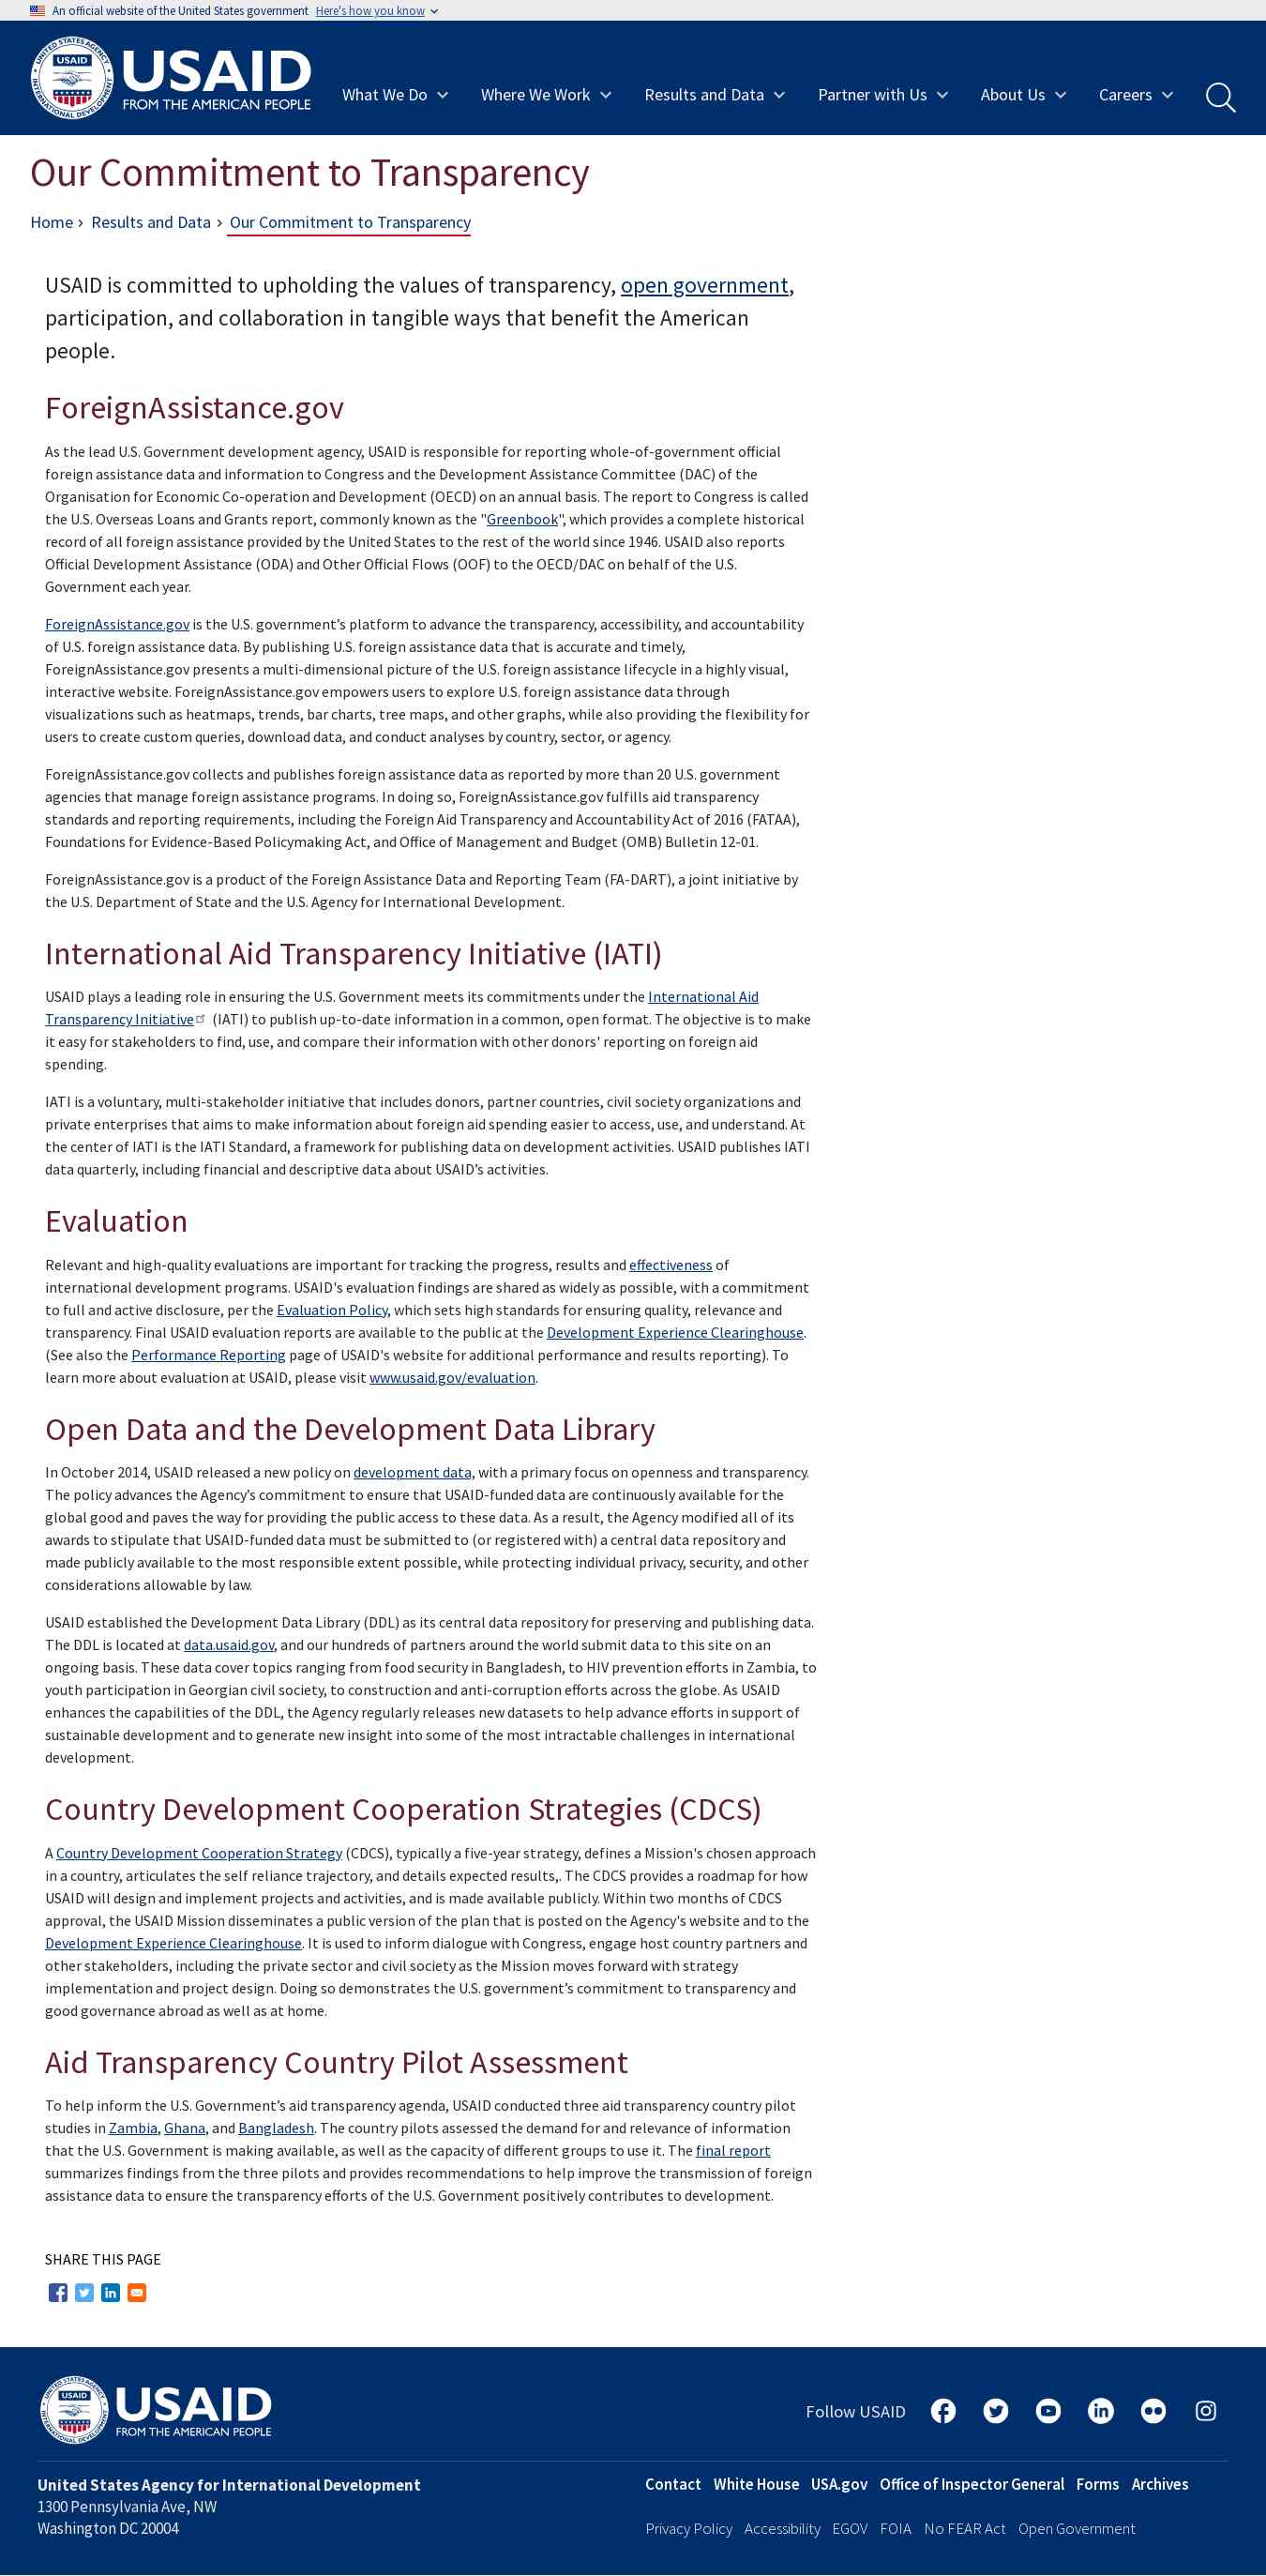 An official website of the United States government Here's how you know
UNITED STATES AGENCY
USAID
INTERNATIONAL DEVELOPMENT
USAID
FROM THE AMERICAN PEOPLE
What We Do Where We Work Results and Data Partner with Us About Us Careers
Our Commitment to Transparency
Home › Results and Data › Our Commitment to Transparency
USAID is committed to upholding the values of transparency, open government,
participation, and collaboration in tangible ways that benefit the American
people.
ForeignAssistance.gov
As the lead U.S. Government development agency, USAID is responsible for reporting whole-of-government official
foreign assistance data and information to Congress and the Development Assistance Committee (DAC) of the
Organisation for Economic Co-operation and Development (OECD) on an annual basis. The report to Congress is called
the U.S. Overseas Loans and Grants report, commonly known as the "Greenbook", which provides a complete historical
record of all foreign assistance provided by the United States to the rest of the world since 1946. USAID also reports
Official Development Assistance (ODA) and Other Official Flows (OOF) to the OECD/DAC on behalf of the U.S.
Government each year.
ForeignAssistance.gov is the U.S. government’s platform to advance the transparency, accessibility, and accountability
of U.S. foreign assistance data. By publishing U.S. foreign assistance data that is accurate and timely,
ForeignAssistance.gov presents a multi-dimensional picture of the U.S. foreign assistance lifecycle in a highly visual,
interactive website. ForeignAssistance.gov empowers users to explore U.S. foreign assistance data through
visualizations such as heatmaps, trends, bar charts, tree maps, and other graphs, while also providing the flexibility for
users to create custom queries, download data, and conduct analyses by country, sector, or agency.
ForeignAssistance.gov collects and publishes foreign assistance data as reported by more than 20 U.S. government
agencies that manage foreign assistance programs. In doing so, ForeignAssistance.gov fulfills aid transparency
standards and reporting requirements, including the Foreign Aid Transparency and Accountability Act of 2016 (FATAA),
Foundations for Evidence-Based Policymaking Act, and Office of Management and Budget (OMB) Bulletin 12-01.
ForeignAssistance.gov is a product of the Foreign Assistance Data and Reporting Team (FA-DART), a joint initiative by
the U.S. Department of State and the U.S. Agency for International Development.
International Aid Transparency Initiative (IATI)
USAID plays a leading role in ensuring the U.S. Government meets its commitments under the International Aid
Transparency Initiative (IATI) to publish up-to-date information in a common, open format. The objective is to make
it easy for stakeholders to find, use, and compare their information with other donors' reporting on foreign aid
spending.
IATI is a voluntary, multi-stakeholder initiative that includes donors, partner countries, civil society organizations and
private enterprises that aims to make information about foreign aid spending easier to access, use, and understand. At
the center of IATI is the IATI Standard, a framework for publishing data on development activities. USAID publishes IATI
data quarterly, including financial and descriptive data about USAID’s activities.
Evaluation
Relevant and high-quality evaluations are important for tracking the progress, results and effectiveness of
international development programs. USAID's evaluation findings are shared as widely as possible, with a commitment
to full and active disclosure, per the Evaluation Policy, which sets high standards for ensuring quality, relevance and
transparency. Final USAID evaluation reports are available to the public at the Development Experience Clearinghouse.
(See also the Performance Reporting page of USAID's website for additional performance and results reporting). To
learn more about evaluation at USAID, please visit www.usaid.gov/evaluation.
Open Data and the Development Data Library
In October 2014, USAID released a new policy on development data, with a primary focus on openness and transparency.
The policy advances the Agency’s commitment to ensure that USAID-funded data are continuously available for the
global good and paves the way for providing the public access to these data. As a result, the Agency modified all of its
awards to stipulate that USAID-funded data must be submitted to (or registered with) a central data repository and
made publicly available to the most responsible extent possible, while protecting individual privacy, security, and other
considerations allowable by law.
USAID established the Development Data Library (DDL) as its central data repository for preserving and publishing data.
The DDL is located at data.usaid.gov, and our hundreds of partners around the world submit data to this site on an
ongoing basis. These data cover topics ranging from food security in Bangladesh, to HIV prevention efforts in Zambia, to
youth participation in Georgian civil society, to construction and anti-corruption efforts across the globe. As USAID
enhances the capabilities of the DDL, the Agency regularly releases new datasets to help advance efforts in support of
sustainable development and to generate new insight into some of the most intractable challenges in international
development.
Country Development Cooperation Strategies (CDCS)
A Country Development Cooperation Strategy (CDCS), typically a five-year strategy, defines a Mission's chosen approach
in a country, articulates the self reliance trajectory, and details expected results,. The CDCS provides a roadmap for how
USAID will design and implement projects and activities, and is made available publicly. Within two months of CDCS
approval, the USAID Mission disseminates a public version of the plan that is posted on the Agency's website and to the
Development Experience Clearinghouse. It is used to inform dialogue with Congress, engage host country partners and
other stakeholders, including the private sector and civil society as the Mission moves forward with strategy
implementation and project design. Doing so demonstrates the U.S. government’s commitment to transparency and
good governance abroad as well as at home.
Aid Transparency Country Pilot Assessment
To help inform the U.S. Government’s aid transparency agenda, USAID conducted three aid transparency country pilot
studies in Zambia, Ghana, and Bangladesh. The country pilots assessed the demand for and relevance of information
that the U.S. Government is making available, as well as the capacity of different groups to use it. The final report
summarizes findings from the three pilots and provides recommendations to help improve the transmission of foreign
assistance data to ensure the transparency efforts of the U.S. Government positively contributes to development.
SHARE THIS PAGE
UNITED STATES AGENCY
USAID
INTERNATIONAL DEVELOPMENT
USAID
FROM THE AMERICAN PEOPLE
Follow USAID
United States Agency for International Development
1300 Pennsylvania Ave, NW
Washington DC 20004
Contact White House USA.gov Office of Inspector General Forms Archives
Privacy Policy Accessibility EGOV FOIA No FEAR Act Open Government